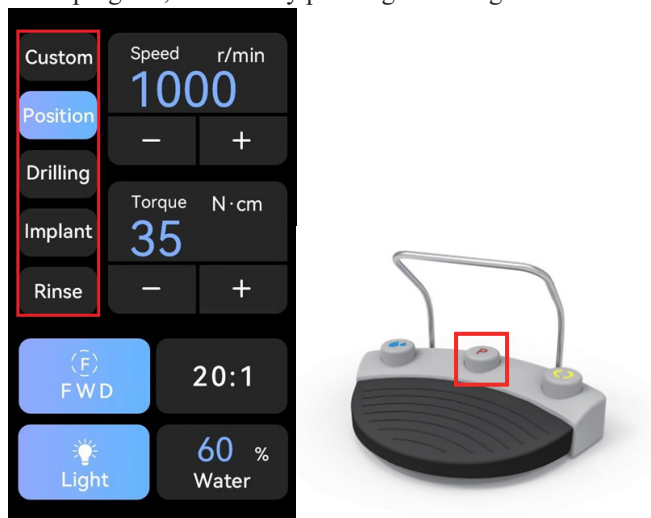 Custom
Position
Drilling
Implant
Rinse
Speed r/min
1000
− +
Torque N·cm
35
− +
(F)
FWD
20:1
Light
60 %
Water
P